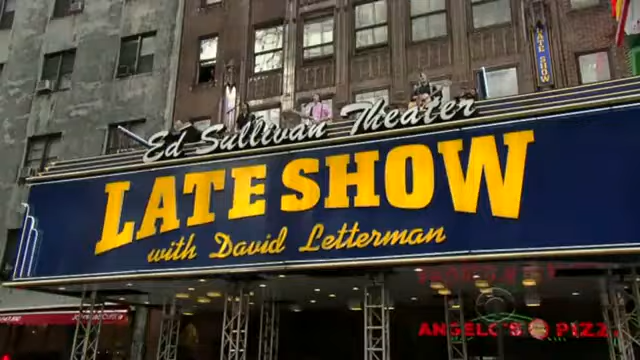 LATE SHOW
Ed Sullivan Theater
LATE SHOW
with David Letterman
ANGELO'S PIZZA